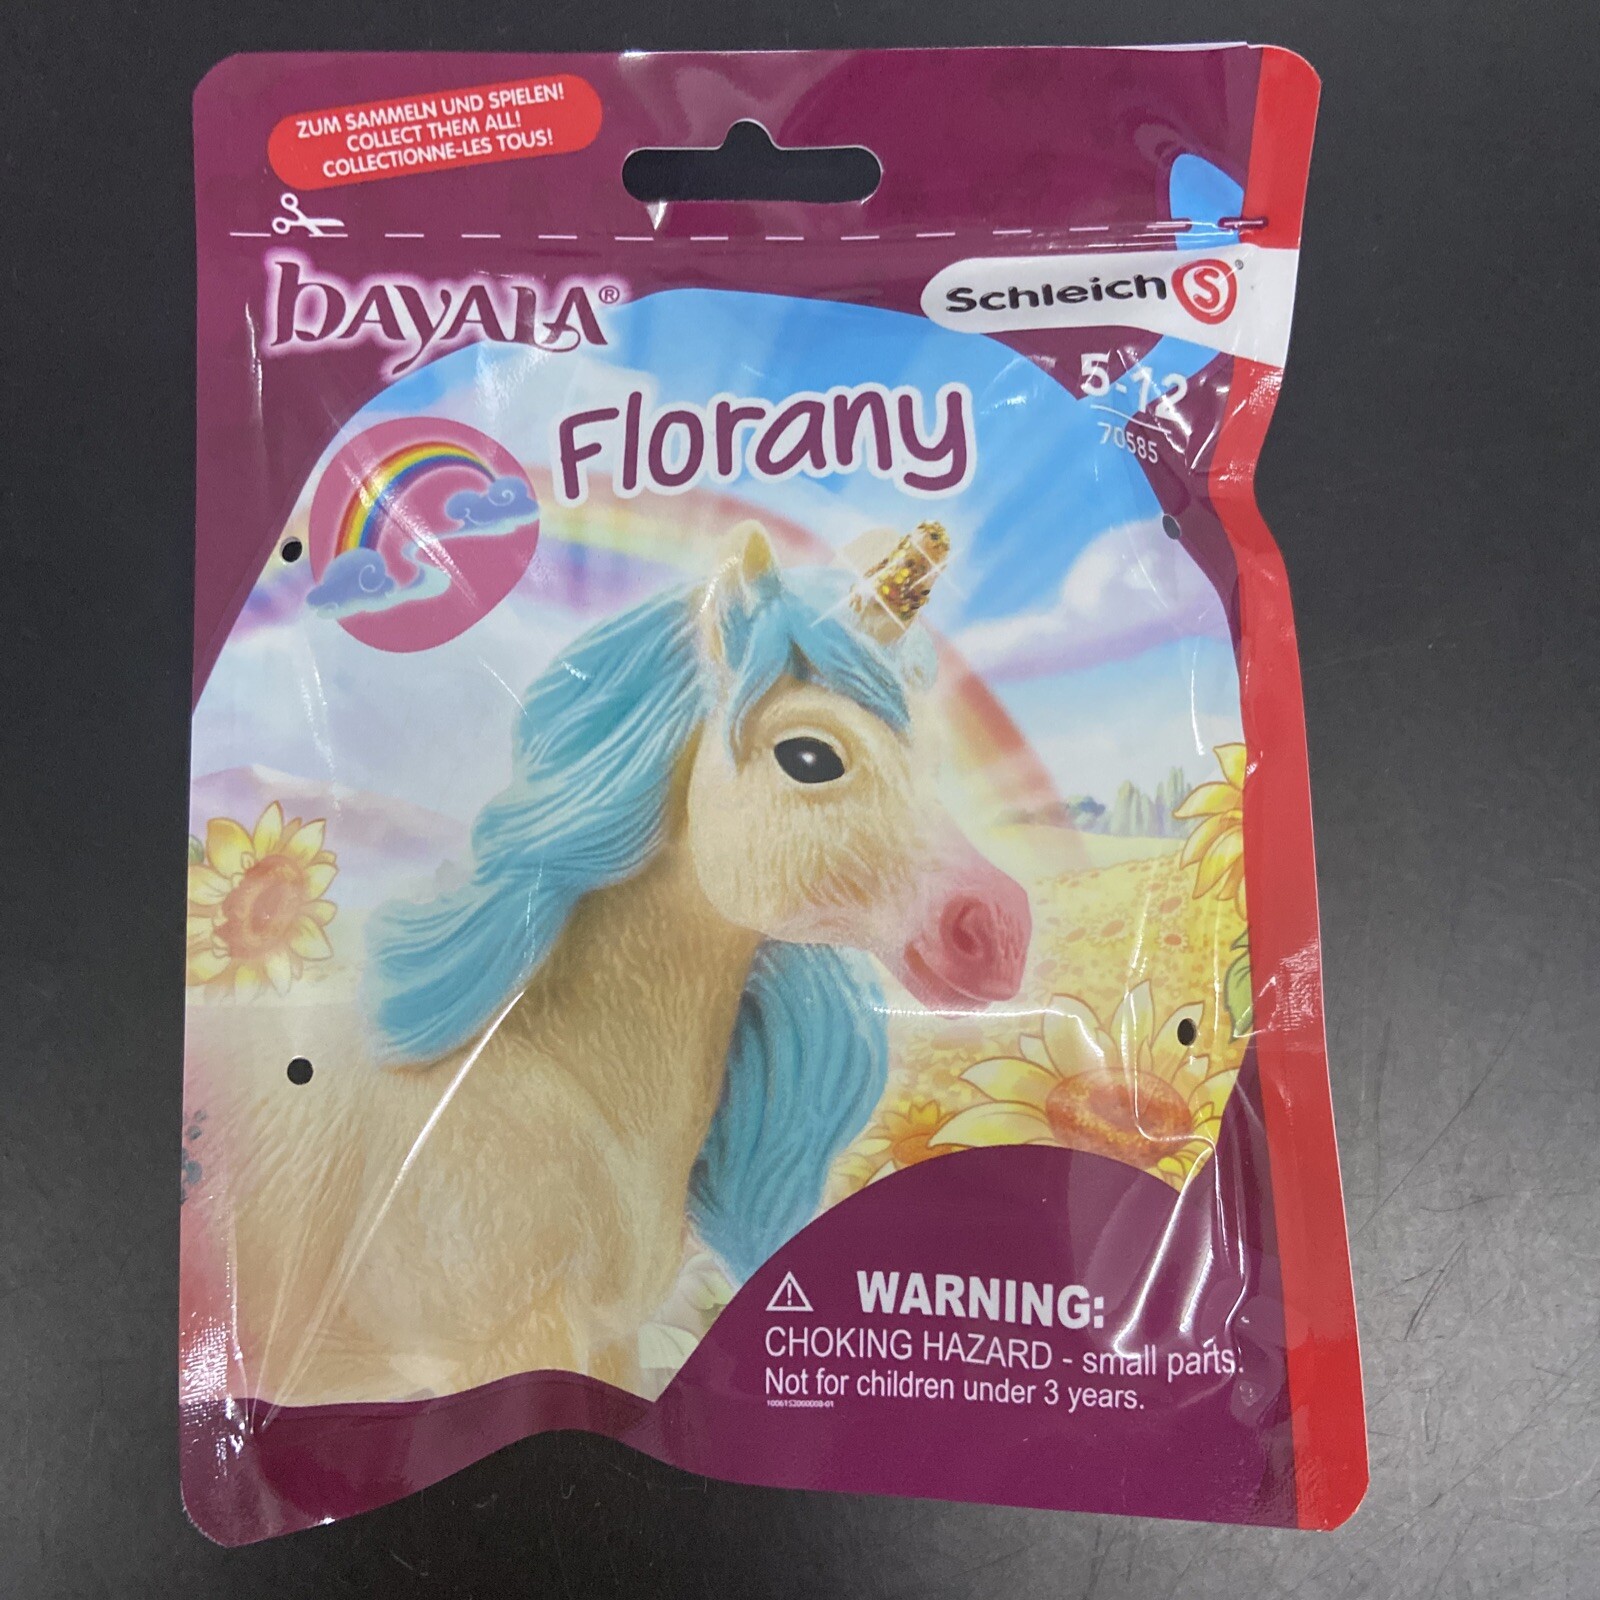 ZUM SAMMELN UND SPIELEN!
COLLECT THEM ALL!
COLLECTIONNE-LES TOUS!
BAYALA®
Schleich S®
5-12
70585
Florany
WARNING:
CHOKING HAZARD - small parts.
Not for children under 3 years.